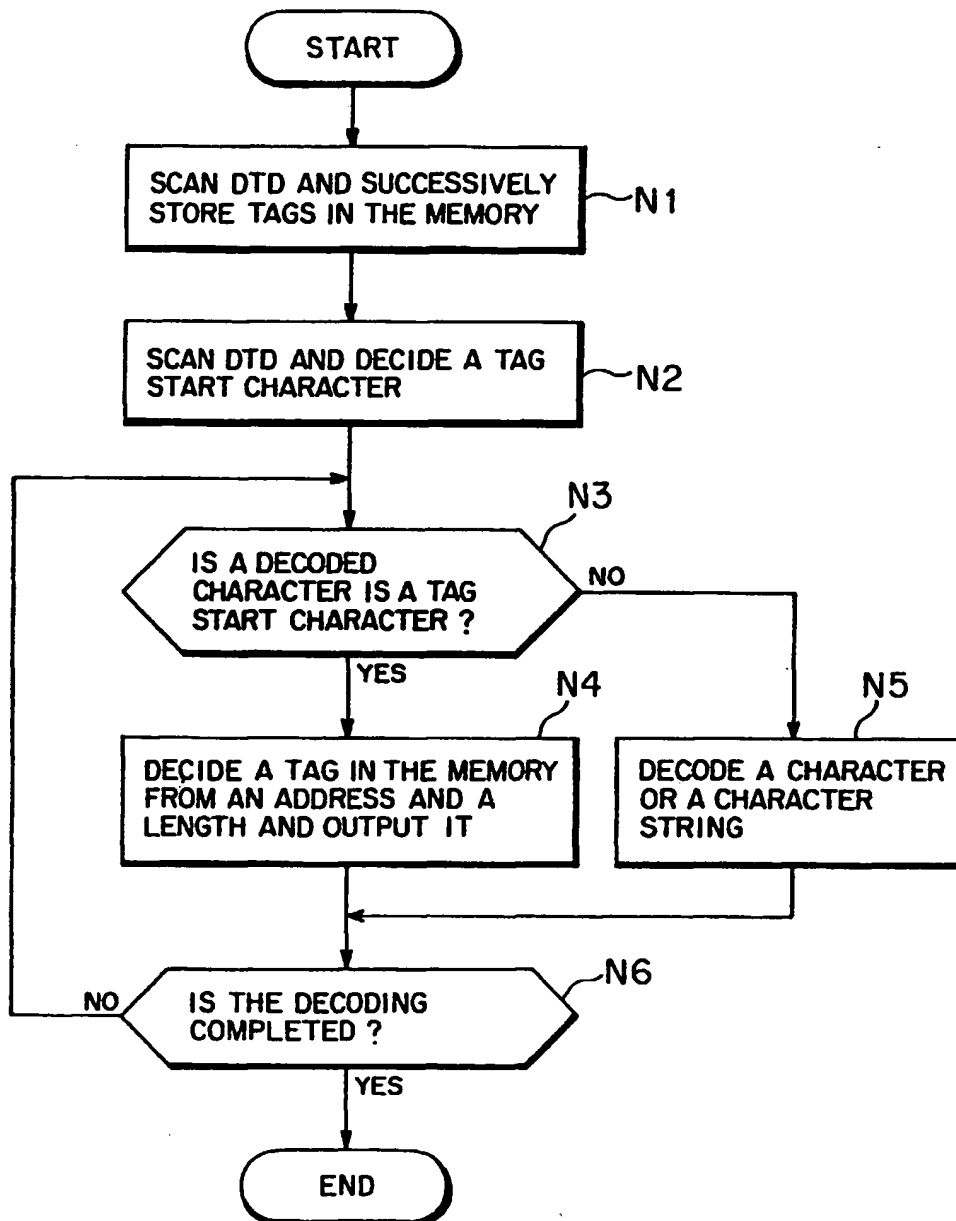 START
SCAN DTD AND SUCCESSIVELY
STORE TAGS IN THE MEMORY
N1
SCAN DTD AND DECIDE A TAG
START CHARACTER
N2
N3
IS A DECODED
CHARACTER IS A TAG
START CHARACTER ?
NO
YES
N4
DECIDE A TAG IN THE MEMORY
FROM AN ADDRESS AND A
LENGTH AND OUTPUT IT
N5
DECODE A CHARACTER
OR A CHARACTER
STRING
N6
IS THE DECODING
COMPLETED ?
NO
YES
END